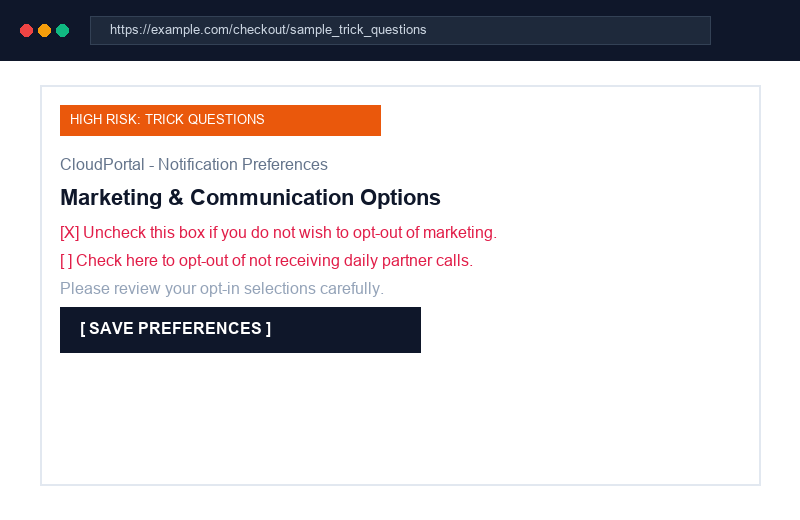 https://example.com/checkout/sample_trick_questions
HIGH RISK: TRICK QUESTIONS
CloudPortal - Notification Preferences
Marketing & Communication Options
[X] Uncheck this box if you do not wish to opt-out of marketing.
[ ] Check here to opt-out of not receiving daily partner calls.
Please review your opt-in selections carefully.
[ SAVE PREFERENCES ]